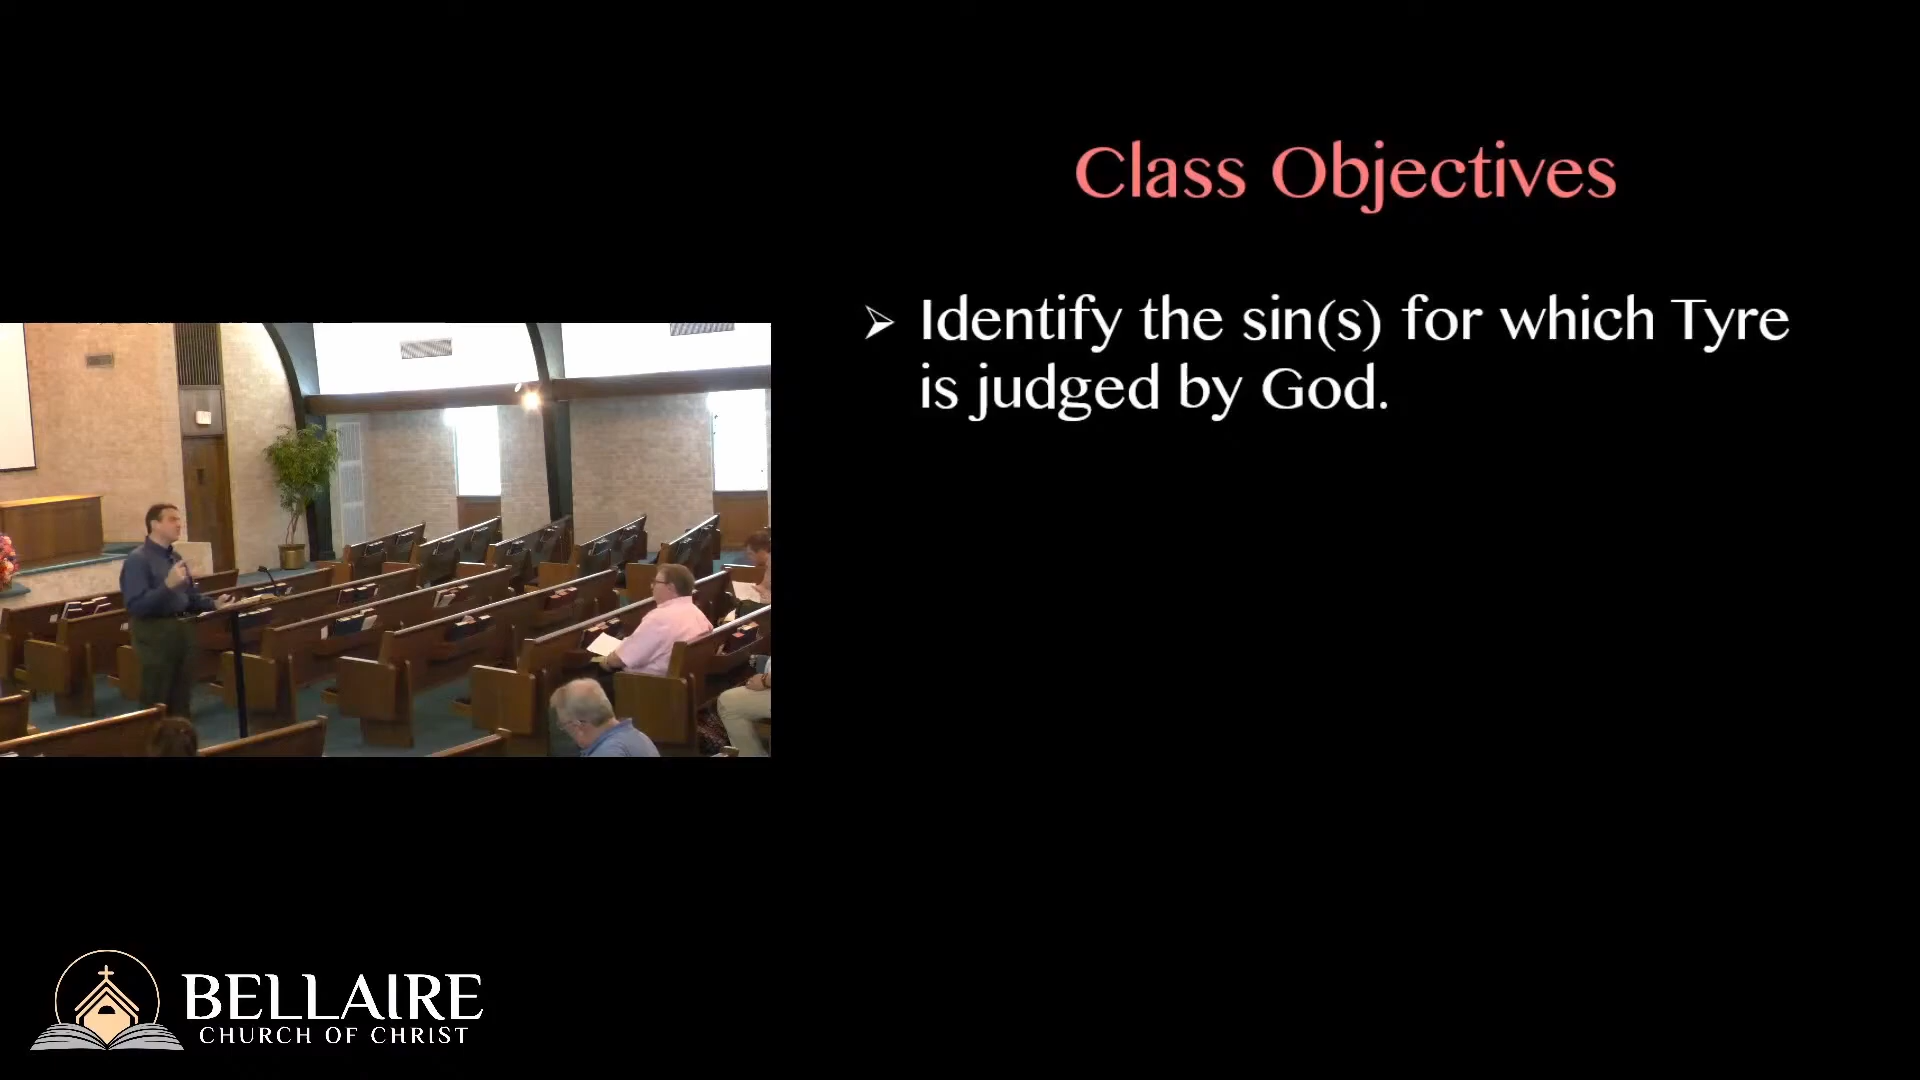 Class Objectives
➢ Identify the sin(s) for which Tyre
is judged by God.
BELLAIRE
CHURCH OF CHRIST